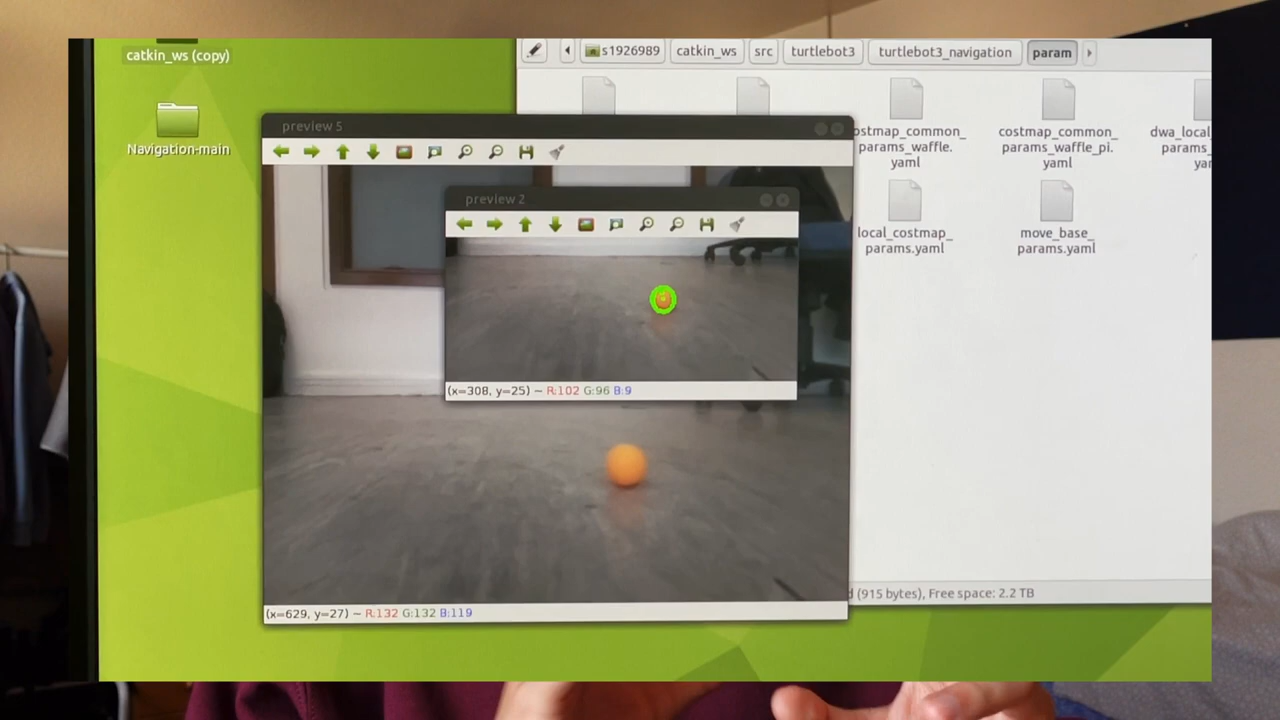 catkin_ws (copy)
Navigation-main
s1926989
catkin_ws
src
turtlebot3
turtlebot3_navigation
param
ostmap_common_
params_waffle.
yaml
costmap_common_
params_waffle_pi.
yaml
dwa_local
params_
local_costmap_
params.yaml
move_base_
params.yaml
(915 bytes), Free space: 2.2 TB
preview 5
(x=629, y=27) ~ R:132 G:132 B:119
preview 2
(x=308, y=25) ~ R:102 G:96 B:9